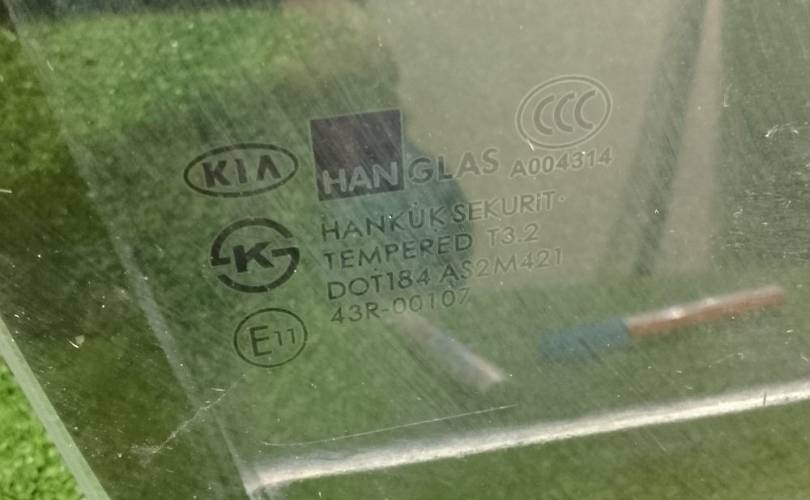 CCC
KIA
HANGLAS A004314
K
HANKUK SEKURIT
TEMPERED T3.2
DOT184 AS2M421
43R-00107
E11